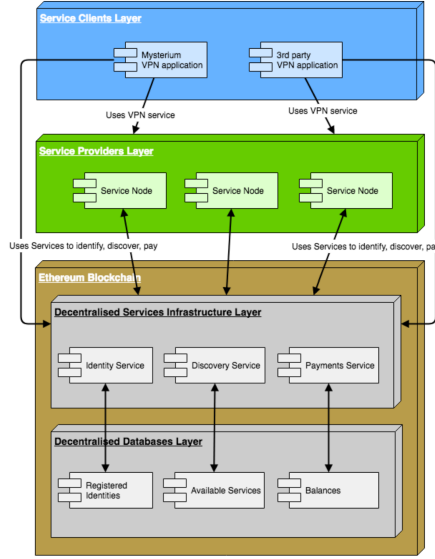 Service Clients Layer
Mysterium
VPN application
3rd party
VPN application
Uses VPN service
Uses VPN service
Service Providers Layer
Service Node
Service Node
Service Node
Uses Services to identify, discover, pay
Uses Services to identify, discover, pa
Ethereum Blockchain
Decentralised Services Infrastructure Layer
Identity Service
Discovery Service
Payments Service
Decentralised Databases Layer
Registered
Identities
Available Services
Balances